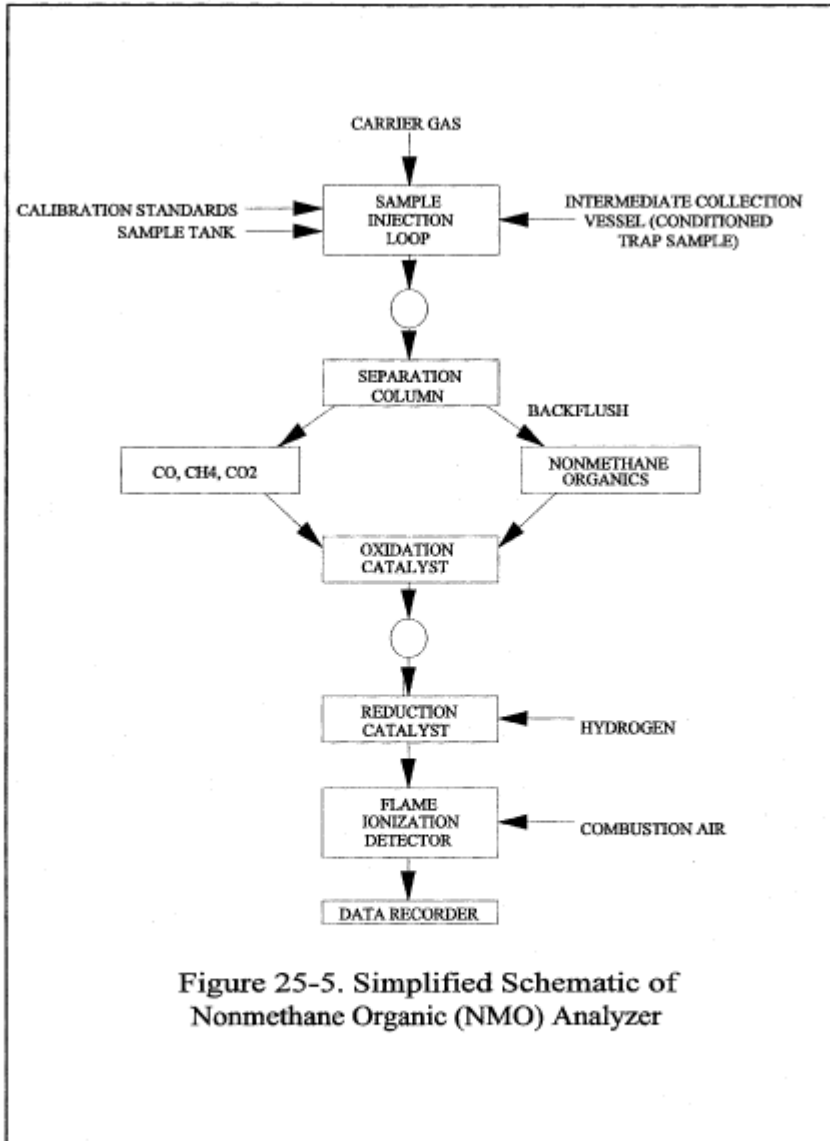 CARRIER GAS
CALIBRATION STANDARDS
SAMPLE TANK
SAMPLE
INJECTION
LOOP
INTERMEDIATE COLLECTION
VESSEL (CONDITIONED
TRAP SAMPLE)
SEPARATION
COLUMN
BACKFLUSH
CO, CH4, CO2
NONMETHANE
ORGANICS
OXIDATION
CATALYST
REDUCTION
CATALYST
HYDROGEN
FLAME
IONIZATION
DETECTOR
COMBUSTION AIR
DATA RECORDER
Figure 25-5. Simplified Schematic of
Nonmethane Organic (NMO) Analyzer